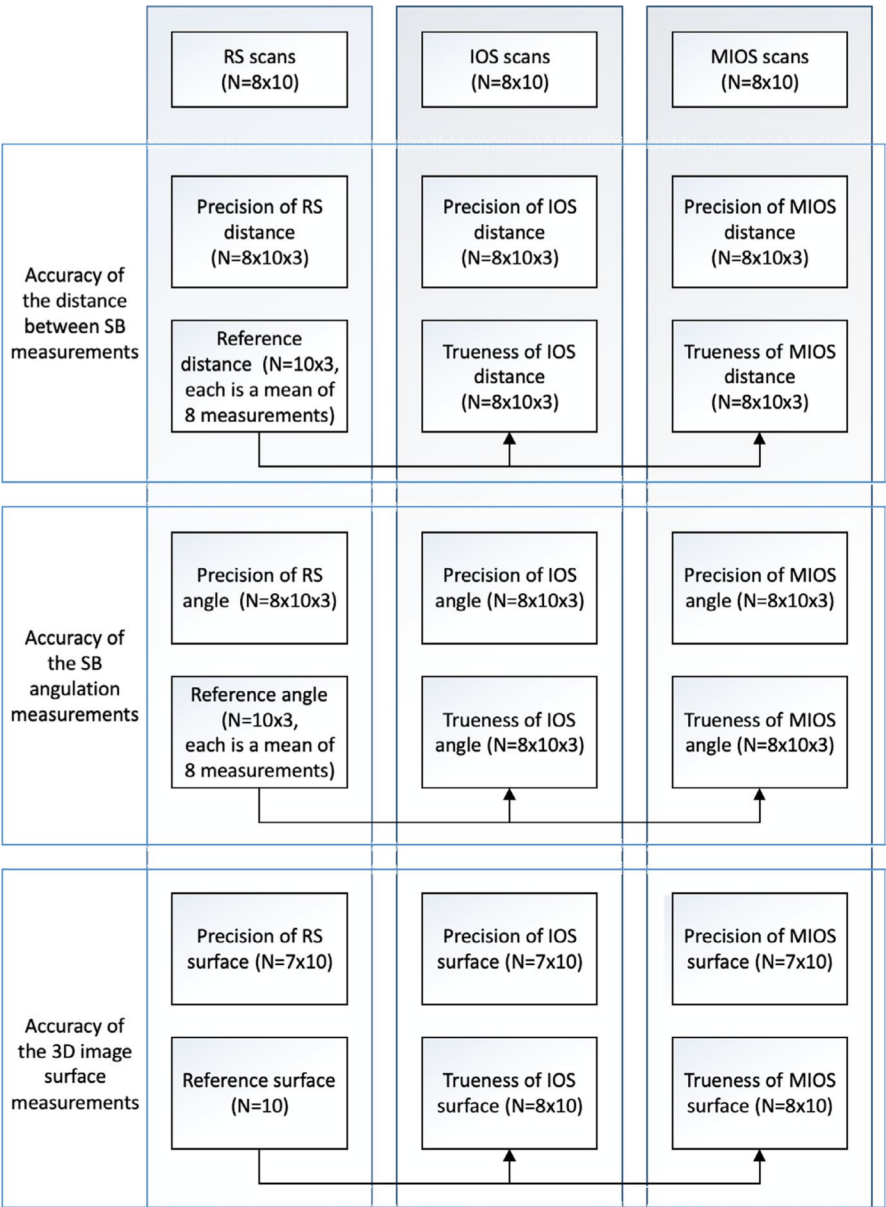 RS scans
(N=8x10)
IOS scans
(N=8x10)
MIOS scans
(N=8x10)
Accuracy of
the distance
between SB
measurements
Precision of RS
distance
(N=8x10x3)
Precision of IOS
distance
(N=8x10x3)
Precision of MIOS
distance
(N=8x10x3)
Reference
distance (N=10x3,
each is a mean of
8 measurements)
Trueness of IOS
distance
(N=8x10x3)
Trueness of MIOS
distance
(N=8x10x3)
Accuracy of
the SB
angulation
measurements
Precision of RS
angle (N=8x10x3)
Precision of IOS
angle (N=8x10x3)
Precision of MIOS
angle (N=8x10x3)
Reference angle
(N=10x3,
each is a mean of
8 measurements)
Trueness of IOS
angle (N=8x10x3)
Trueness of MIOS
angle (N=8x10x3)
Accuracy of
the 3D image
surface
measurements
Precision of RS
surface (N=7x10)
Precision of IOS
surface (N=7x10)
Precision of MIOS
surface (N=7x10)
Reference surface
(N=10)
Trueness of IOS
surface (N=8x10)
Trueness of MIOS
surface (N=8x10)